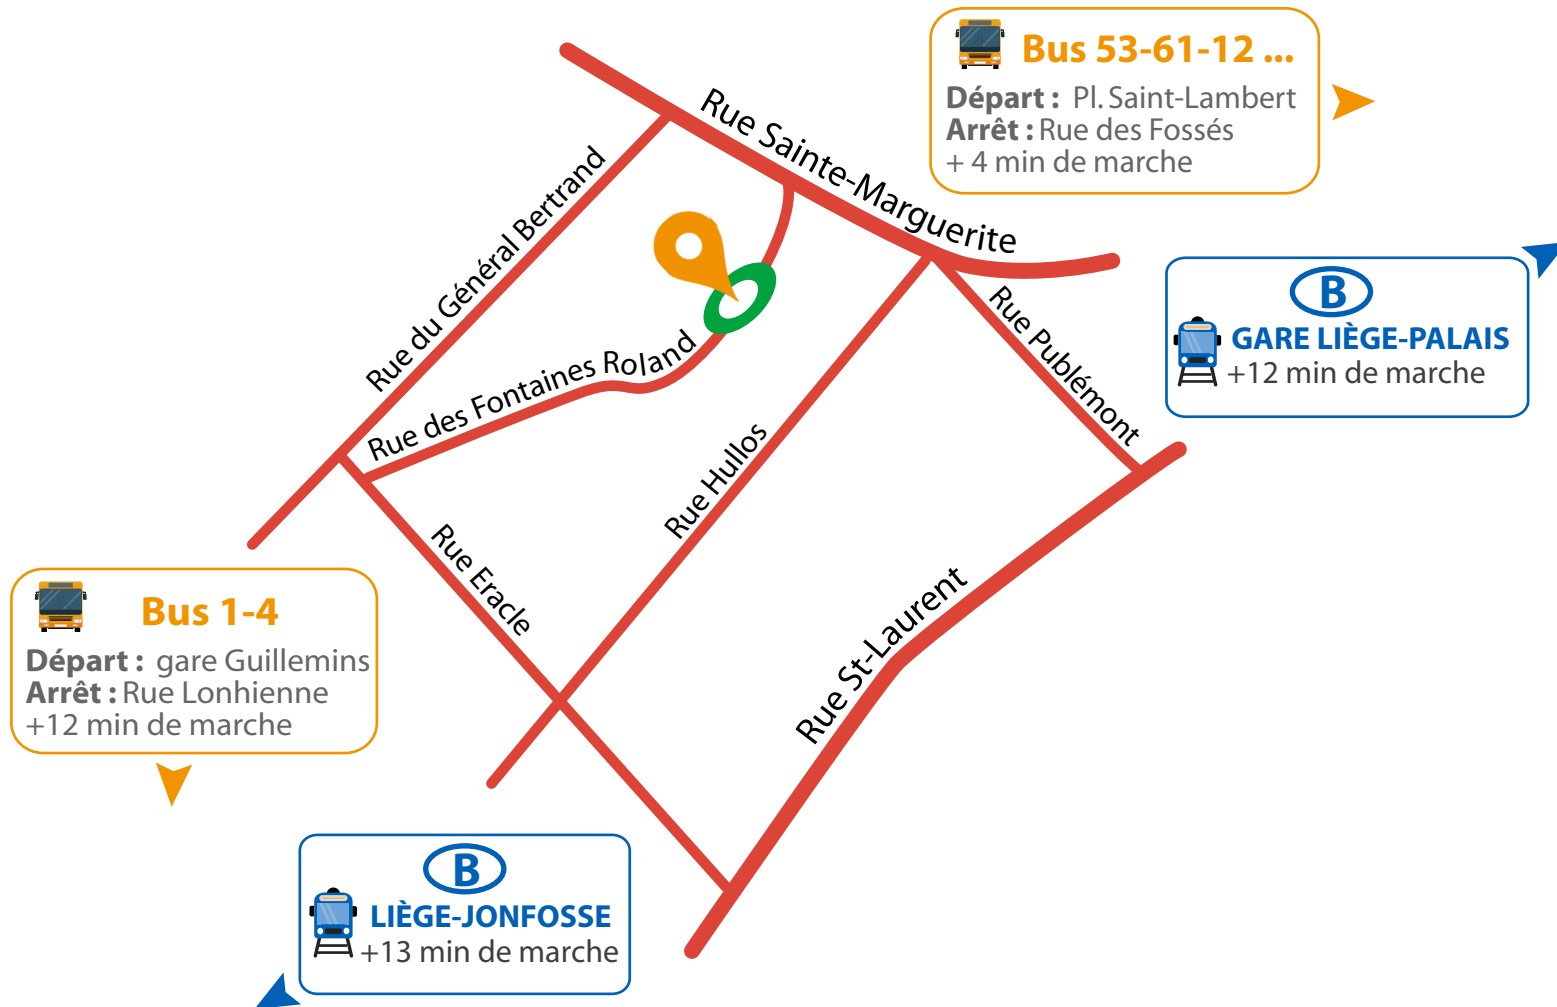 Bus 53-61-12 ...
Départ : Pl. Saint-Lambert
Arrêt : Rue des Fossés
+ 4 min de marche
Rue Sainte-Marguerite
Rue du Général Bertrand
Rue des Fontaines Roland
Rue Publémont
B
GARE LIÈGE-PALAIS
+12 min de marche
Rue Hullos
Rue Eracle
Rue St-Laurent
Bus 1-4
Départ : gare Guillemins
Arrêt : Rue Lonhienne
+12 min de marche
B
LIÈGE-JONFOSSE
+13 min de marche